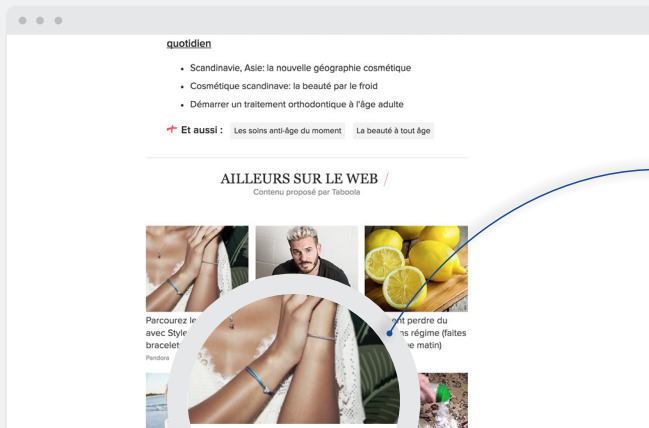 quotidien
Scandinavie, Asie: la nouvelle géographie cosmétique
Cosmétique scandinave: la beauté par le froid
Démarrer un traitement orthodontique à l'âge adulte
Et aussi :
Les soins anti-âge du moment
La beauté à tout âge
AILLEURS SUR LE WEB /
Contenu proposé par Taboola
Parcourez
avec Style
bracelet
Pandora
perdre du
régime (faites
matin)